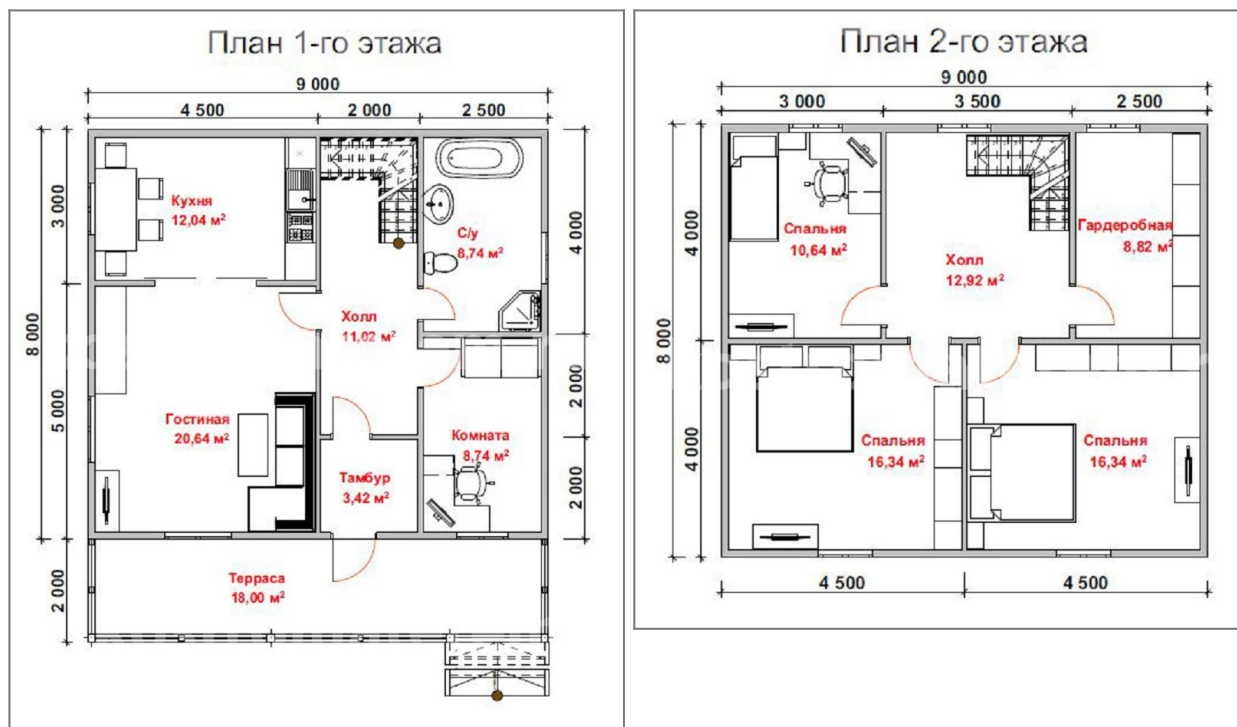 План 1-го этажа
9 000
4 500
2 000
2 500
8 000
3 000
5 000
2 000
4 000
2 000
2 000
Кухня
12,04 м²
С/у
8,74 м²
Холл
11,02 м²
Гостиная
20,64 м²
Комната
8,74 м²
Тамбур
3,42 м²
Терраса
18,00 м²
План 2-го этажа
9 000
3 000
3 500
2 500
8 000
4 000
4 000
Спальня
10,64 м²
Гардеробная
8,82 м²
Холл
12,92 м²
Спальня
16,34 м²
Спальня
16,34 м²
4 500
4 500